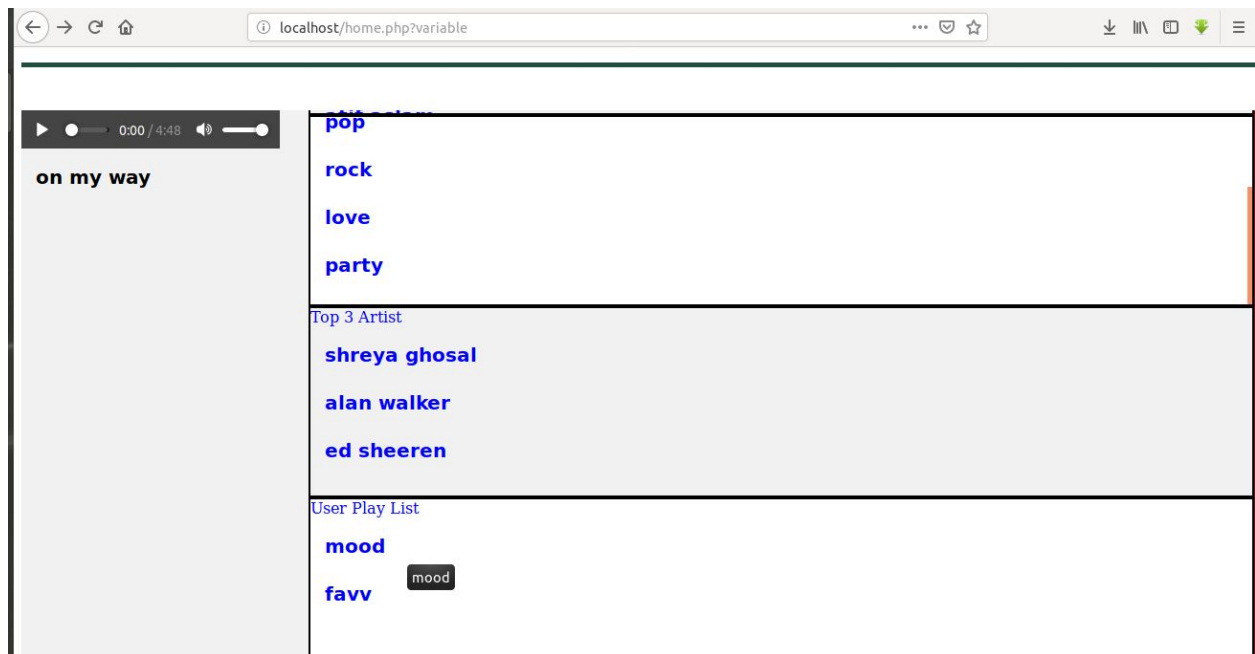 localhost/home.php?variable
0:00 / 4:48
on my way
pop
rock
love
party
Top 3 Artist
shreya ghosal
alan walker
ed sheeren
User Play List
mood
mood
favv